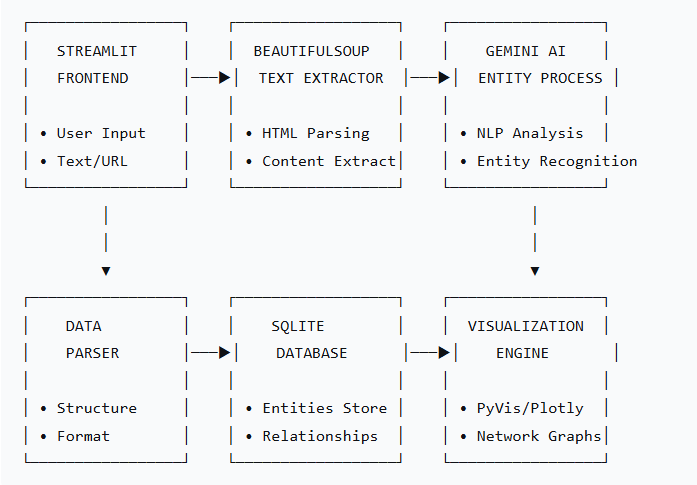 STREAMLIT BEAUTIFULSOUP GEMINI AI
FRONTEND TEXT EXTRACTOR ENTITY PROCESS
• User Input • HTML Parsing • NLP Analysis
• Text/URL • Content Extract • Entity Recognition
DATA SQLITE VISUALIZATION
PARSER DATABASE ENGINE
• Structure • Entities Store • PyVis/Plotly
• Format • Relationships • Network Graphs